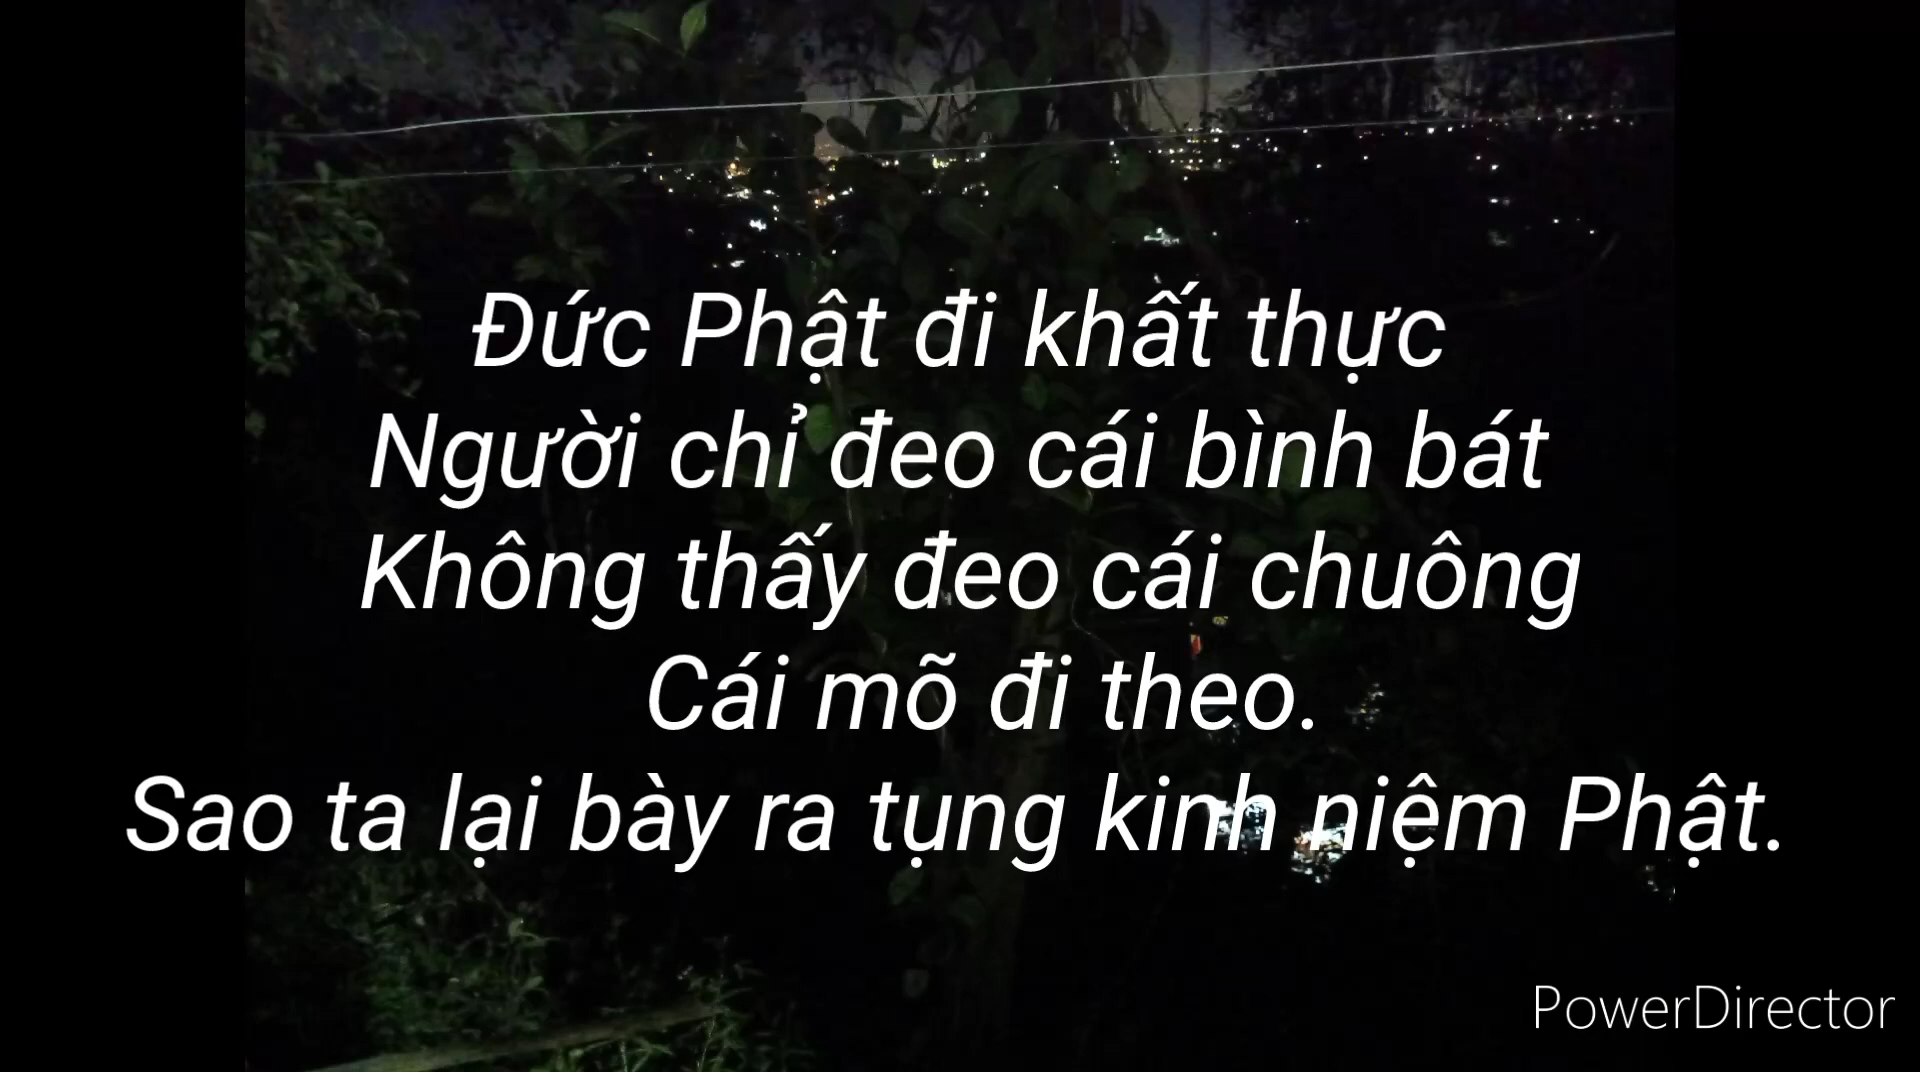 Đức Phật đi khất thực
Người chỉ đeo cái bình bát
Không thấy đeo cái chuông
Cái mõ đi theo.
Sao ta lại bày ra tụng kinh niệm Phật.
PowerDirector